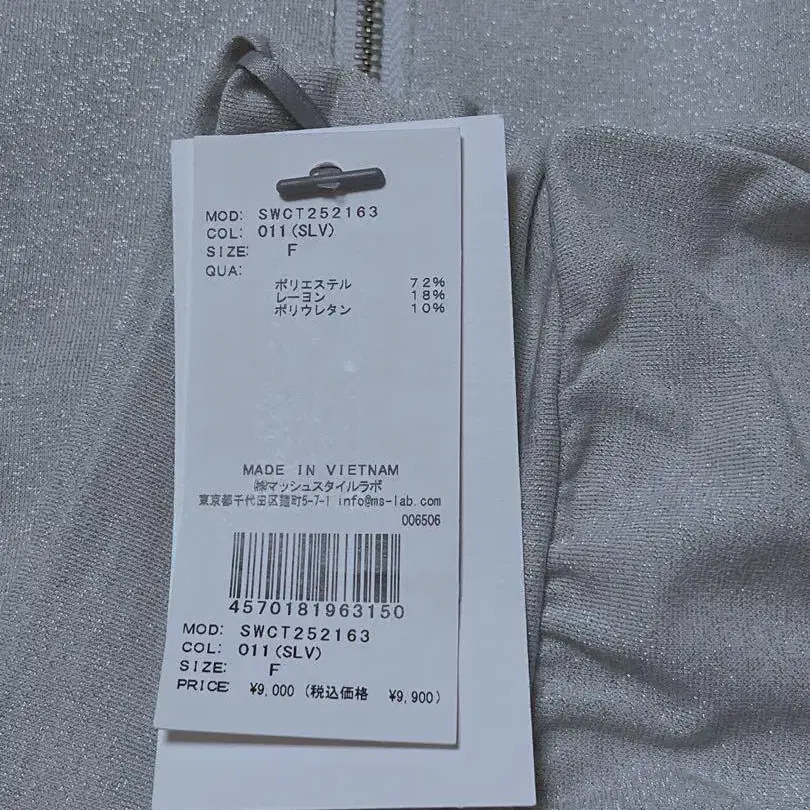 MOD: SWCT252163
COL: 011(SLV)
SIZE: F
QUA:
ポリエステル 72%
レーヨン 18%
ポリウレタン 10%
MADE IN VIETNAM
㈱マッシュスタイルラボ
東京都千代田区麹町5-7-1 info@ms-lab.com
006506
4570181963150
MOD: SWCT252163
COL: 011(SLV)
SIZE: F
PRICE: ¥9,000 (税込価格 ¥9,900)